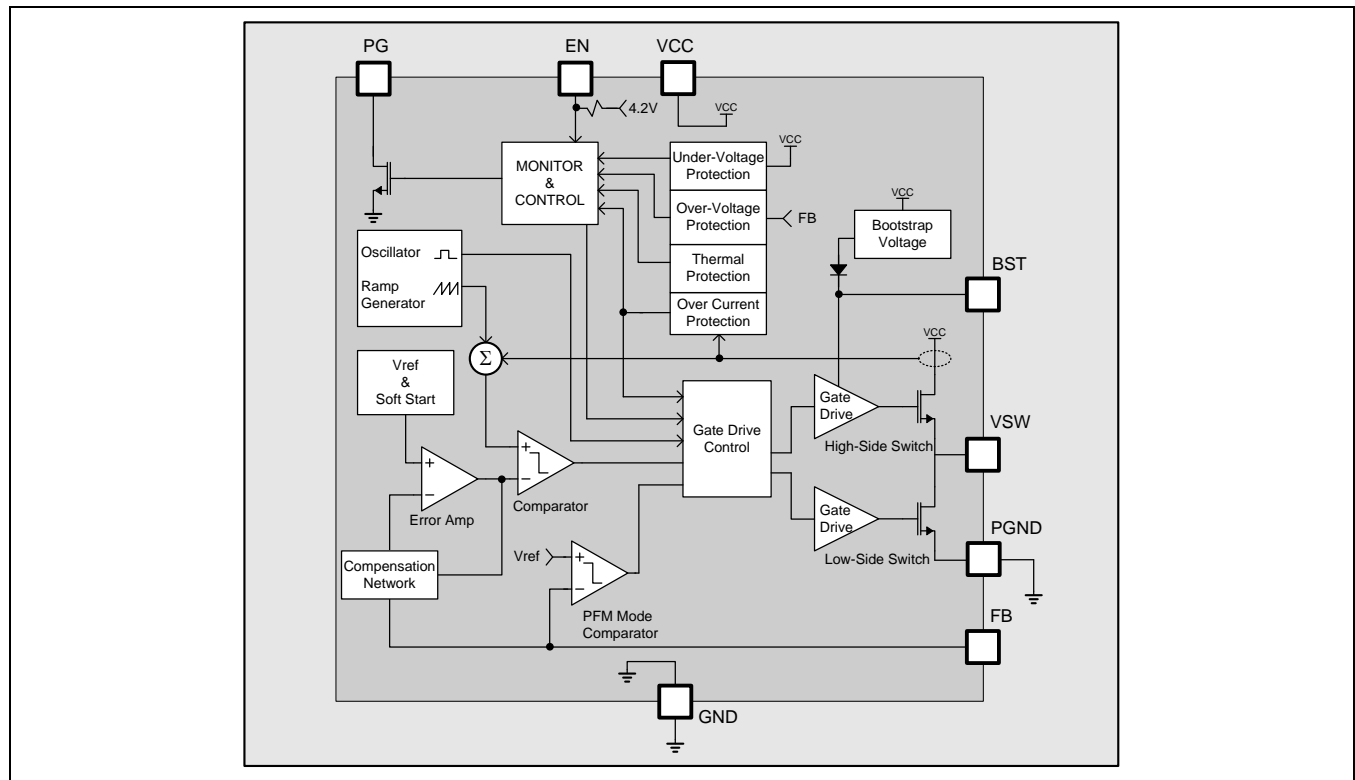 PG
EN
VCC
4.2V
VCC
MONITOR
&
CONTROL
Under-Voltage
Protection
VCC
Over-Voltage
Protection
FB
Thermal
Protection
Over Current
Protection
VCC
Bootstrap
Voltage
BST
Oscillator
Ramp
Generator
Σ
VCC
Vref
&
Soft Start
Gate Drive
Control
Gate
Drive
High-Side Switch
VSW
+
−
Error Amp
+
−
Comparator
Gate
Drive
Low-Side Switch
PGND
Compensation
Network
Vref
+
−
PFM Mode
Comparator
FB
GND